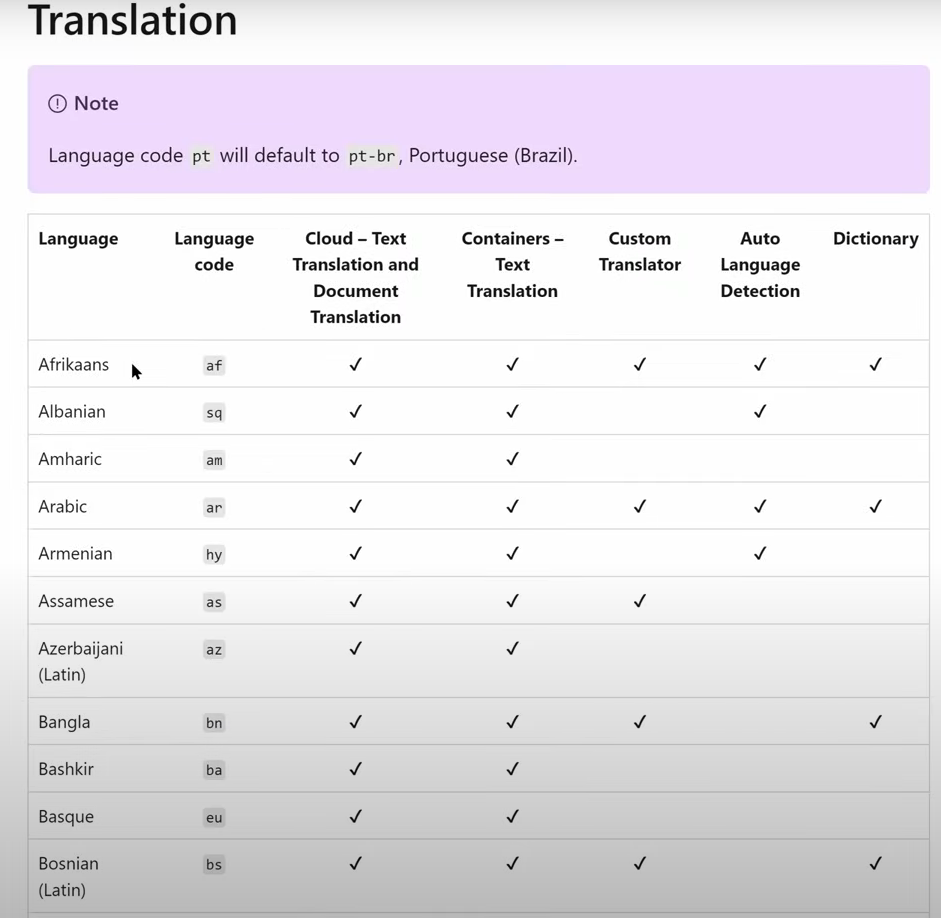 Translation
Note
Language code pt will default to pt-br, Portuguese (Brazil).
Language Language code Cloud – Text Translation and Document Translation Containers – Text Translation Custom Translator Auto Language Detection Dictionary
Afrikaans af ✓ ✓ ✓ ✓ ✓
Albanian sq ✓ ✓ ✓
Amharic am ✓ ✓
Arabic ar ✓ ✓ ✓ ✓ ✓
Armenian hy ✓ ✓ ✓
Assamese as ✓ ✓ ✓
Azerbaijani (Latin) az ✓ ✓
Bangla bn ✓ ✓ ✓ ✓
Bashkir ba ✓ ✓
Basque eu ✓ ✓
Bosnian (Latin) bs ✓ ✓ ✓ ✓